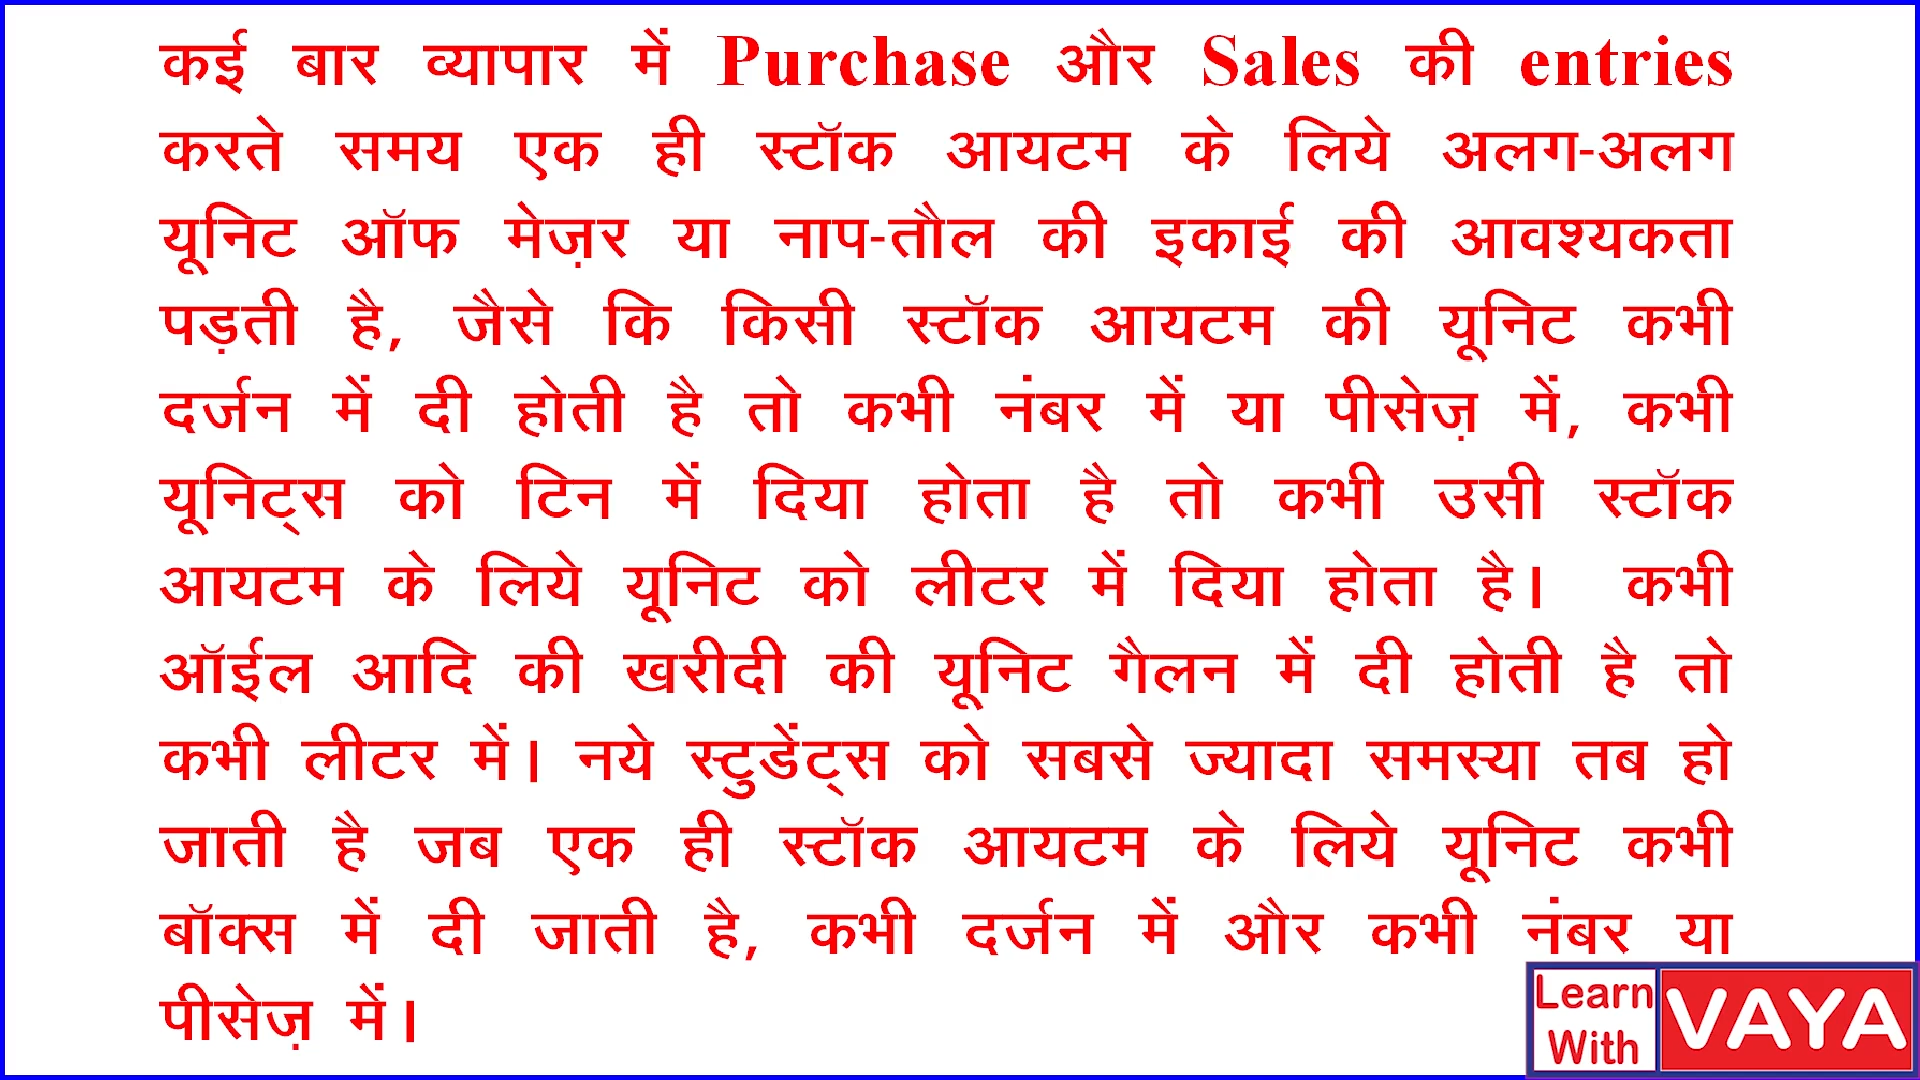 कई बार व्यापार में Purchase और Sales की entries
करते समय एक ही स्टॉक आयटम के लिये अलग-अलग
यूनिट ऑफ मेज़र या नाप-तौल की इकाई की आवश्यकता
पड़ती है, जैसे कि किसी स्टॉक आयटम की यूनिट कभी
दर्जन में दी होती है तो कभी नंबर में या पीसेज़ में, कभी
यूनिट्स को टिन में दिया होता है तो कभी उसी स्टॉक
आयटम के लिये यूनिट को लीटर में दिया होता है। कभी
ऑईल आदि की खरीदी की यूनिट गैलन में दी होती है तो
कभी लीटर में। नये स्टुडेंट्स को सबसे ज्यादा समस्या तब हो
जाती है जब एक ही स्टॉक आयटम के लिये यूनिट कभी
बॉक्स में दी जाती है, कभी दर्जन में और कभी नंबर या
पीसेज़ में।
Learn With VAYA